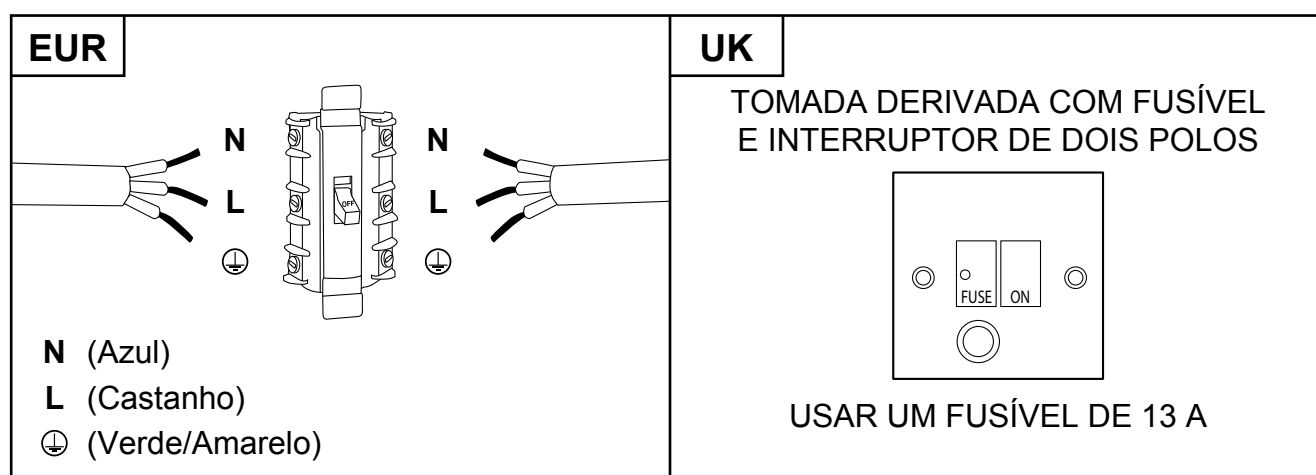 EUR
N
N
L
OFF
L
N (Azul)
L (Castanho)
(Verde/Amarelo)
UK
TOMADA DERIVADA COM FUSÍVEL
E INTERRUPTOR DE DOIS POLOS
FUSE ON
USAR UM FUSÍVEL DE 13 A